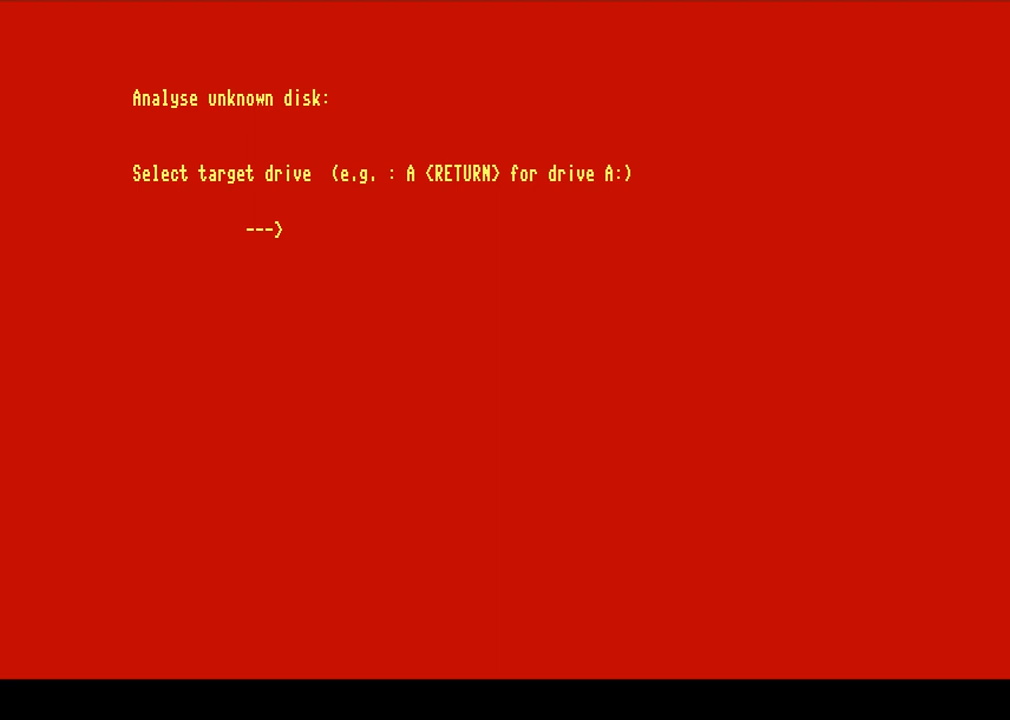 Analyse unknown disk:
Select target drive  (e.g. : A <RETURN> for drive A:)
--->